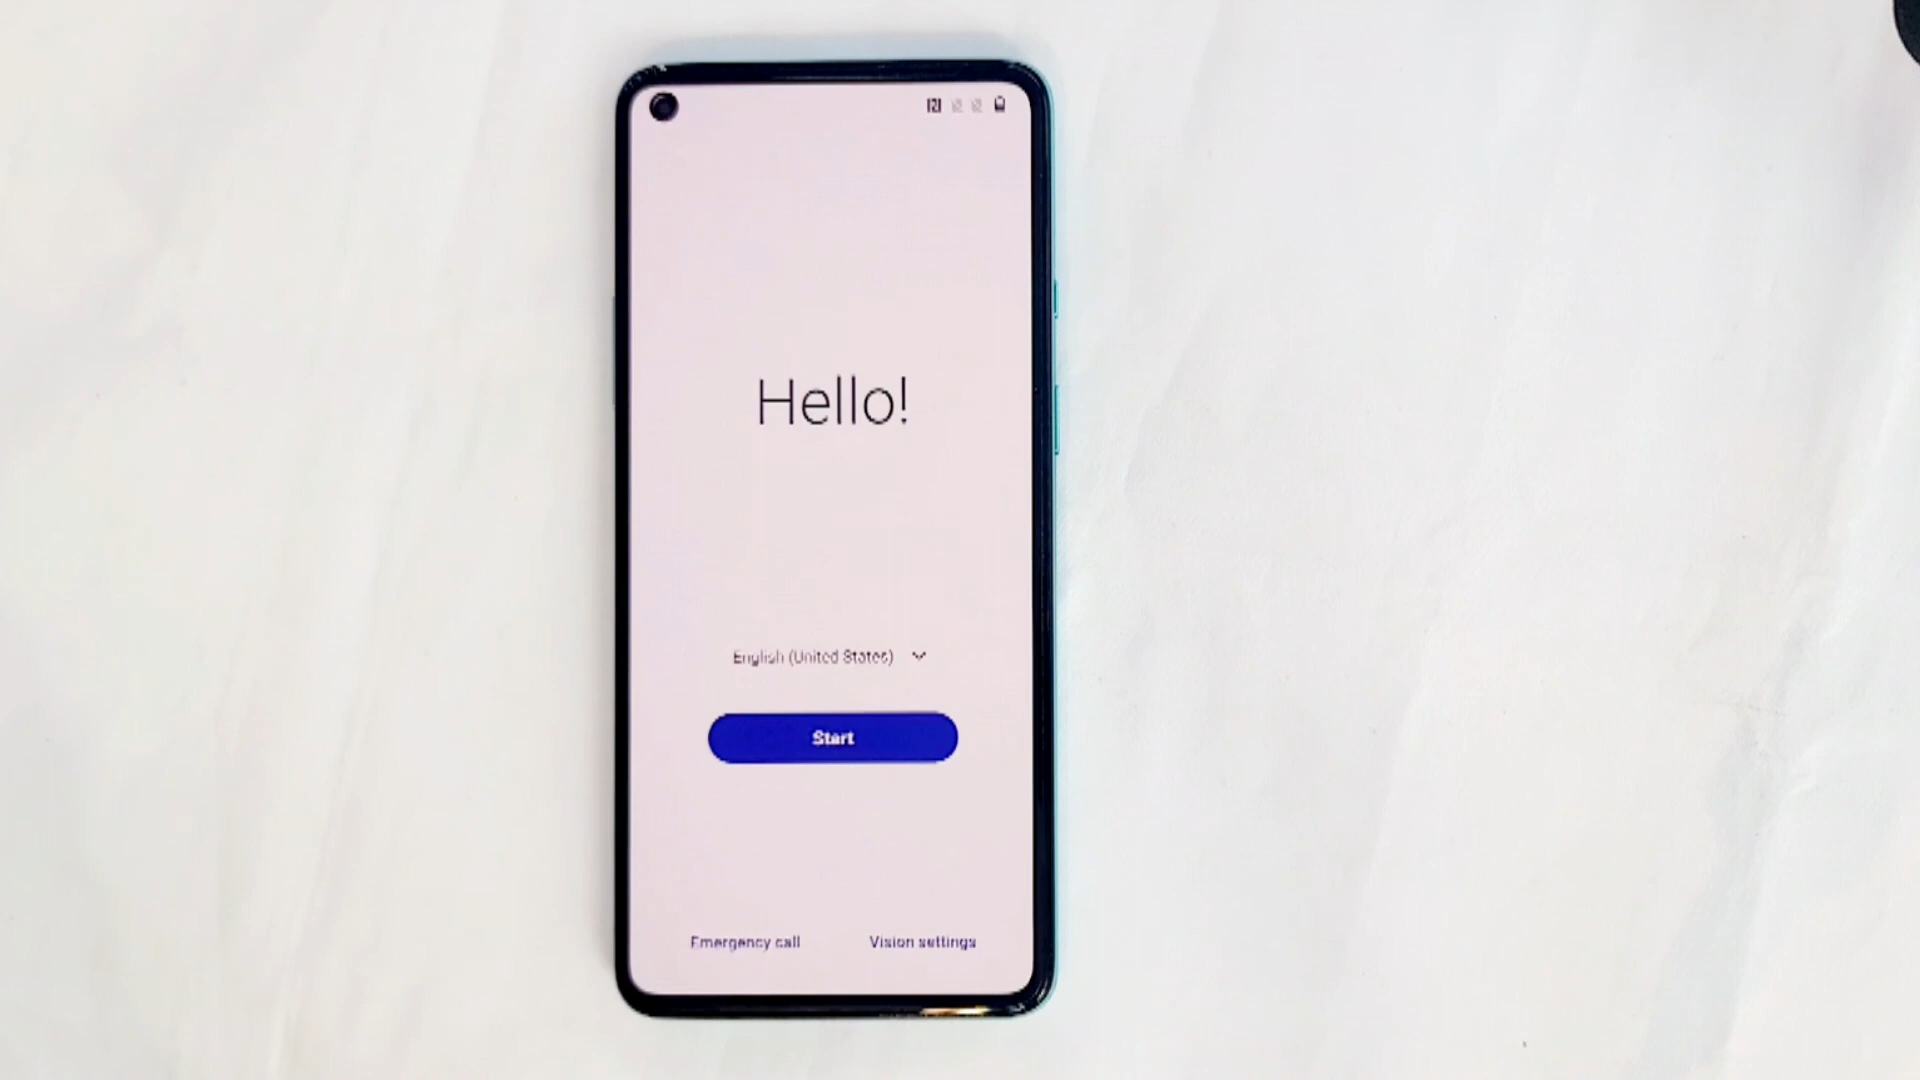 Hello!
English (United States)
Start
Emergency call
Vision settings